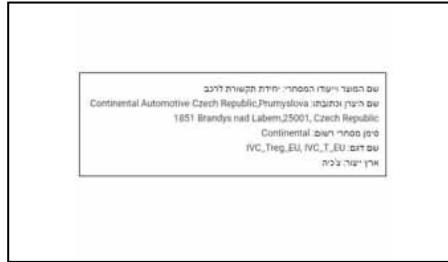 שם המוצר וייעודו המסחרי: יחידת תקשורת לרכב
שם היצרן וכתובתו: Continental Automotive Czech Republic,Prumyslova
1851 Brandys nad Labem,25001, Czech Republic
סימן מסחרי רשום: Continental
שם דגם: IVC_Treg_EU, IVC_T_EU
ארץ ייצור: צ'כיה